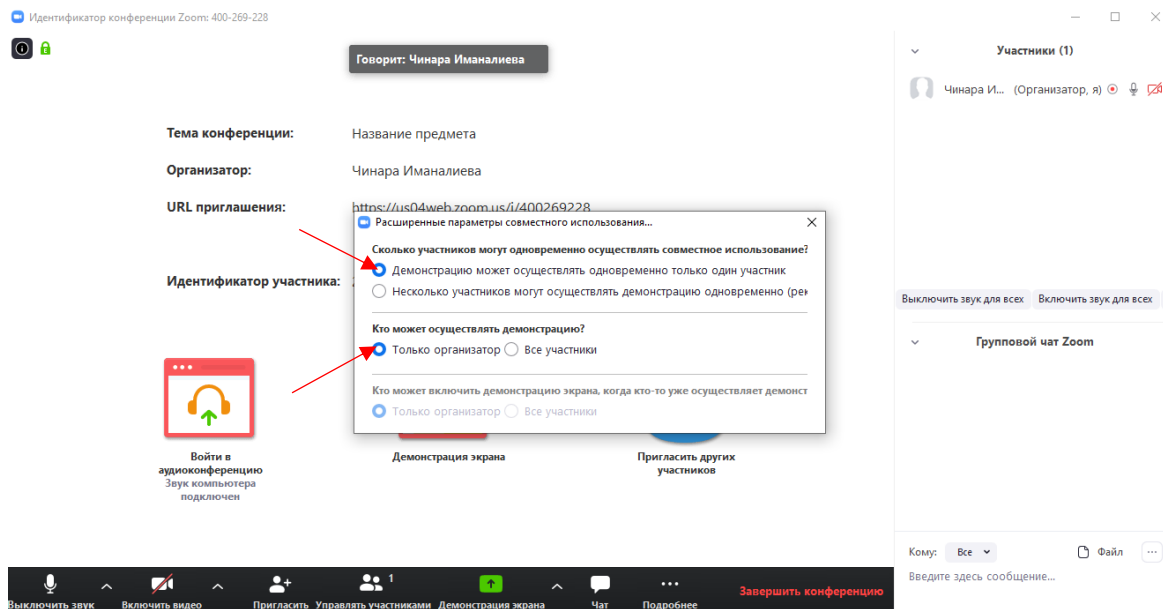 Идентификатор конференции Zoom: 400-269-228
Говорит: Чинара Иманалиева
Тема конференции: Название предмета
Организатор: Чинара Иманалиева
URL приглашения: https://us04web.zoom.us/j/400269228
Идентификатор участника:
Расширенные параметры совместного использования...
Сколько участников могут одновременно осуществлять совместное использование?
Демонстрацию может осуществлять одновременно только один участник
Несколько участников могут осуществлять демонстрацию одновременно (рек
Кто может осуществлять демонстрацию?
Только организатор Все участники
Кто может включить демонстрацию экрана, когда кто-то уже осуществляет демонст
Только организатор Все участники
Войти в
аудиоконференцию
Звук компьютера
подключен
Демонстрация экрана
Пригласить других
участников
Выключить звук
Включить видео
Пригласить
Управлять участниками
1
Демонстрация экрана
Чат
Подробнее
Завершить конференцию
Участники (1)
Чинара И... (Организатор, я)
Выключить звук для всех Включить звук для всех
Групповой чат Zoom
Кому: Все
Файл
Введите здесь сообщение...